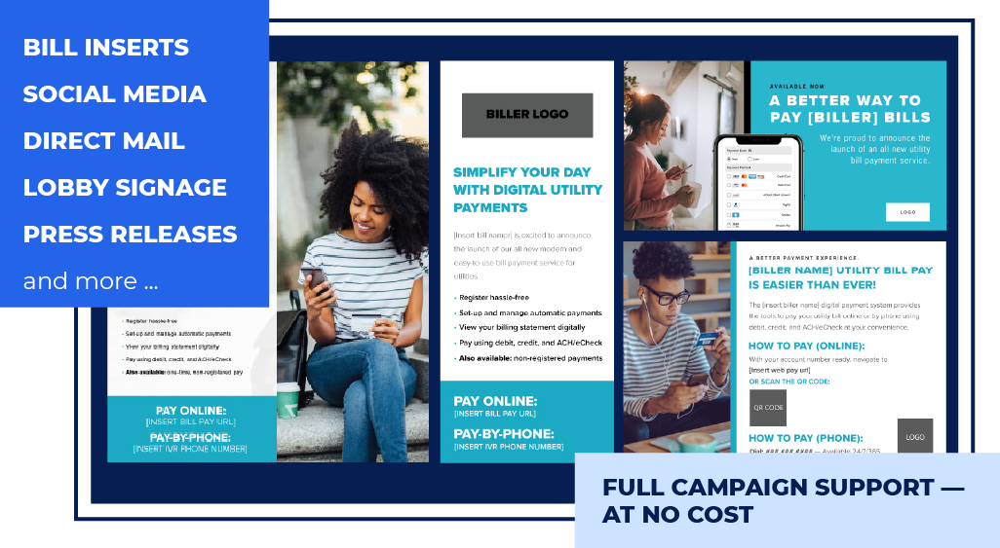 BILL INSERTS
SOCIAL MEDIA
DIRECT MAIL
LOBBY SIGNAGE
PRESS RELEASES
and more ...
• Register hassle-free
• Set-up and manage automatic payments
• View your billing statement digitally
• Pay using debit, credit, and ACH/eCheck
• Also available: one-time, non-registered pay
PAY ONLINE:
[INSERT BILL PAY URL]
PAY-BY-PHONE:
[INSERT IVR PHONE NUMBER]
BILLER LOGO
SIMPLIFY YOUR DAY
WITH DIGITAL UTILITY
PAYMENTS
[Insert bill namer] is excited to announce
the launch of our all new modern and
easy-to-use bill payment service for
utilities.
• Register hassle-free
• Set-up and manage automatic payments
• View your billing statement digitally
• Pay using debit, credit, and ACH/eCheck
• Also available: non-registered payments
PAY ONLINE:
[INSERT BILL PAY URL]
PAY-BY-PHONE:
[INSERT IVR PHONE NUMBER]
AVAILABLE NOW
A BETTER WAY TO
PAY [BILLER] BILLS
We're proud to announce the
launch of an all new utility
bill payment service.
LOGO
A BETTER PAYMENT EXPERIENCE.
[BILLER NAME] UTILITY BILL PAY
IS EASIER THAN EVER!
The [insert biller name] digital payment system provides
the tools to pay your utility bill online or by phone using
debit, credit, and ACH/eCheck at your convenience.
HOW TO PAY (ONLINE):
With your account number ready, navigate to
[Insert web pay url]
OR SCAN THE QR CODE:
QR CODE
HOW TO PAY (PHONE):
Dial: ### ### #### — Available 24/7/365
LOGO
FULL CAMPAIGN SUPPORT —
AT NO COST